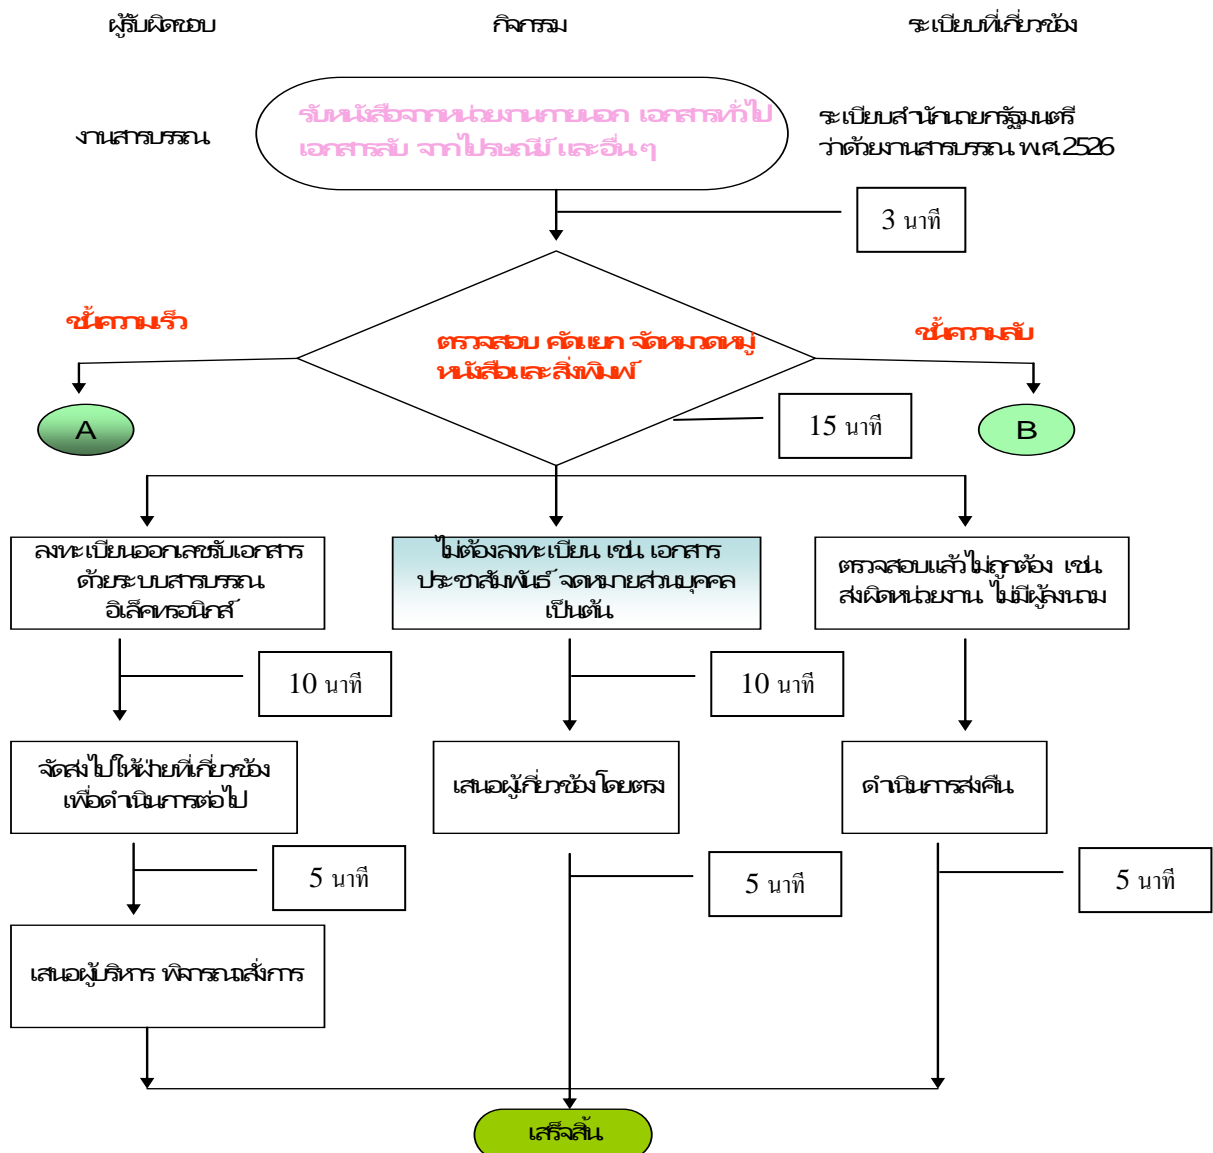 ผู้รับผิดชอบ
กิจกรรม
ระเบียบที่เกี่ยวข้อง
งานสารบรรณ
รับหนังสือจากหน่วยงานภายนอก เอกสารทั่วไป
เอกสารลับ จากไปรษณีย์ และอื่น ๆ
ระเบียบสำนักนายกรัฐมนตรี
ว่าด้วยงานสารบรรณ พ.ศ.2526
3 นาที
ชั้นความเร็ว
ตรวจสอบ คัดแยก จัดหมวดหมู่
หนังสือและสิ่งพิมพ์
ชั้นความลับ
A
15 นาที
B
ลงทะเบียนออกเลขรับเอกสาร
ด้วยระบบสารบรรณ
อิเล็คทรอนิกส์
ไม่ต้องลงทะเบียน เช่น เอกสาร
ประชาสัมพันธ์ จดหมายส่วนบุคคล
เป็นต้น
ตรวจสอบแล้วไม่ถูกต้อง เช่น
ส่งผิดหน่วยงาน ไม่มีผู้ลงนาม
10 นาที
10 นาที
จัดส่งไปให้ฝ่ายที่เกี่ยวข้อง
เพื่อดำเนินการต่อไป
เสนอผู้เกี่ยวข้องโดยตรง
ดำเนินการส่งคืน
5 นาที
5 นาที
5 นาที
เสนอผู้บริหาร พิจารณาสั่งการ
เสร็จสิ้น